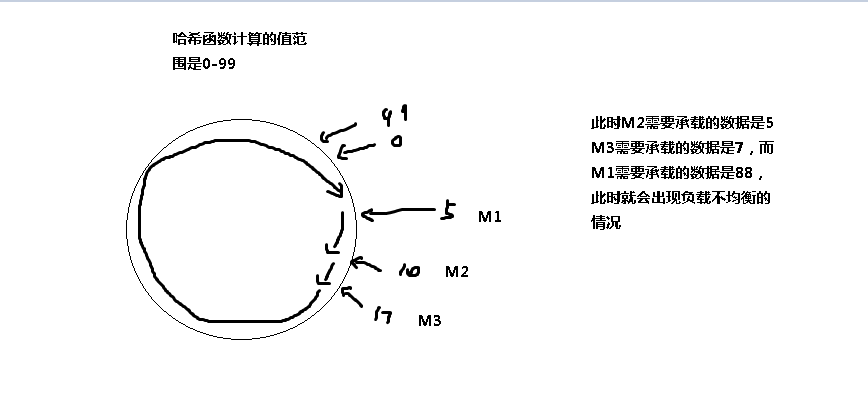 哈希函数计算的值范
围是0-99
99
0
5 M1
10 M2
17 M3
此时M2需要承载的数据是5
M3需要承载的数据是7，而
M1需要承载的数据是88，
此时就会出现负载不均衡的
情况